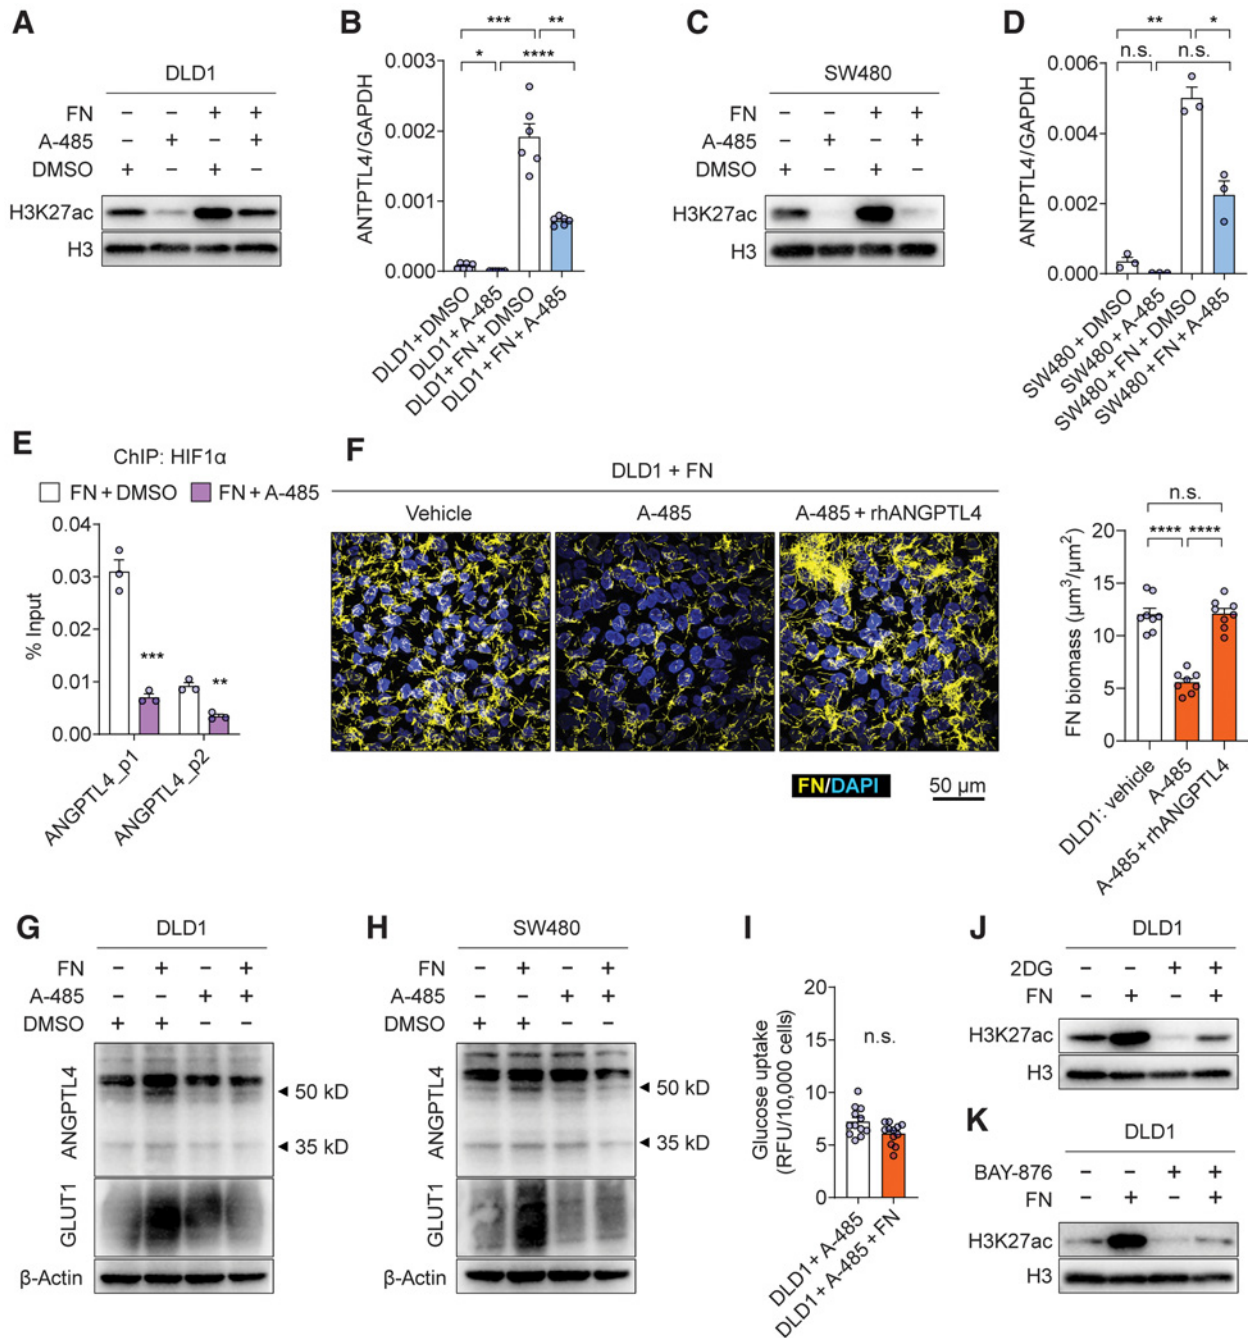 A
DLD1
FN − − + +
A-485 − + − +
DMSO + − + −
H3K27ac
H3
B
*** **
* ****
ANTPTL4/GAPDH
0.003
0.002
0.001
0.000
DLD1+DMSO
DLD1+A-485
DLD1+FN+DMSO
DLD1+FN+A-485
C
SW480
FN − − + +
A-485 − + − +
DMSO + − + −
H3K27ac
H3
D
** *
n.s. n.s.
ANTPTL4/GAPDH
0.006
0.004
0.002
0.000
SW480+DMSO
SW480+A-485
SW480+FN+DMSO
SW480+FN+A-485
E
ChIP: HIF1α
FN+DMSO FN+A-485
% Input
0.04
0.03
0.01
0.01
0.00
***
**
ANGPTL4_p1
ANGPTL4_p2
F
DLD1 + FN
Vehicle A-485 A-485+rhANGPTL4
FN/DAPI 50 µm
n.s.
**** ****
FN biomass (µm³/µm²)
20
15
10
5
0
DLD1: vehicle
A-485
A-485+rhANGPTL4
G
DLD1
FN − + − +
A-485 − − + +
DMSO + + − −
ANGPTL4
50 kD
35 kD
GLUT1
β-Actin
H
SW480
FN − + − +
A-485 − − + +
DMSO + + − −
ANGPTL4
50 kD
35 kD
GLUT1
β-Actin
I
Glucose uptake
(RFU/10,000 cells)
20
15
10
5
0
n.s.
DLD1+A-485
DLD1+A-485+FN
J
DLD1
2DG − − + +
FN − + − +
H3K27ac
H3
K
DLD1
BAY-876 − − + +
FN − + − +
H3K27ac
H3